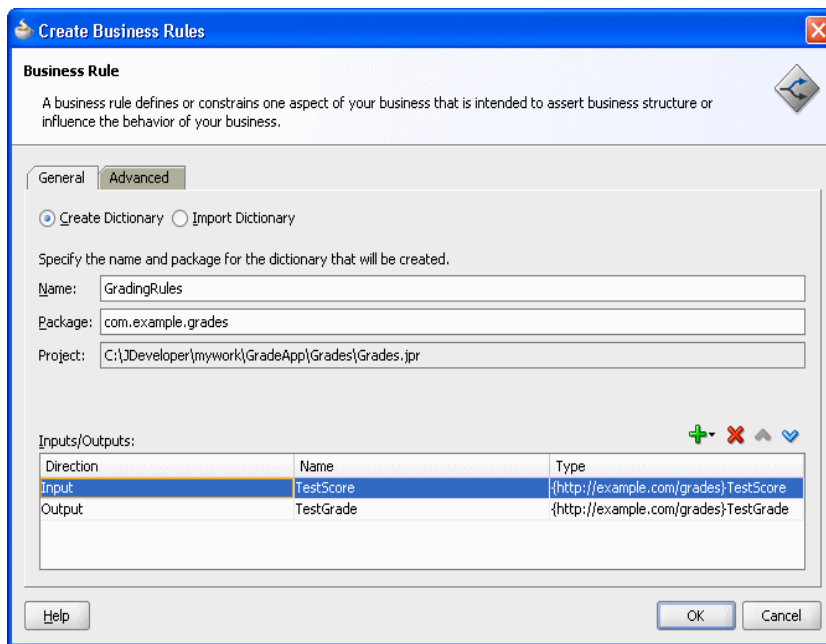 Create Business Rules
Business Rule
A business rule defines or constrains one aspect of your business that is intended to assert business structure or
influence the behavior of your business.
General Advanced
Create Dictionary Import Dictionary
Specify the name and package for the dictionary that will be created.
Name: GradingRules
Package: com.example.grades
Project: C:\JDeveloper\mywork\GradeApp\Grades\Grades.jpr
Inputs/Outputs:
Direction Name Type
Input TestScore {http://example.com/grades}TestScore
Output TestGrade {http://example.com/grades}TestGrade
Help OK Cancel